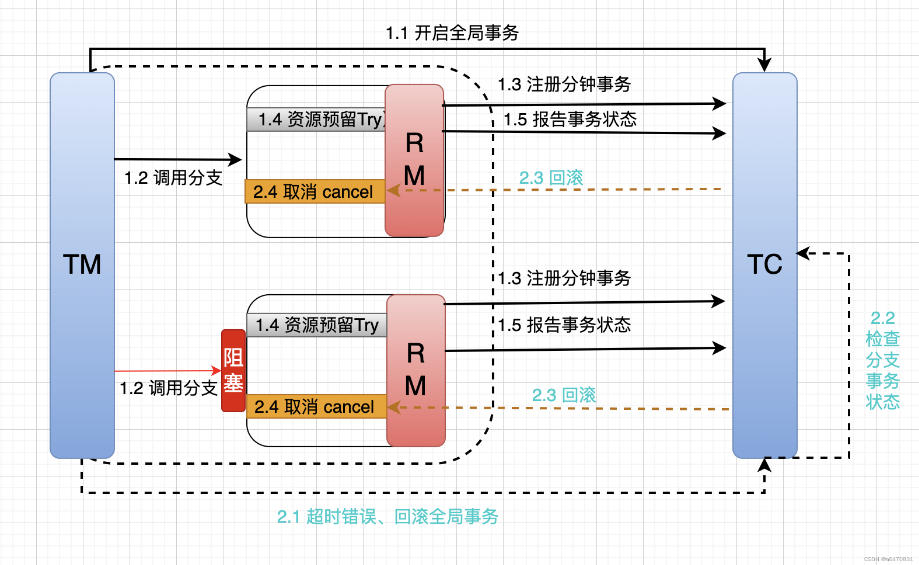 1.1 开启全局事务
TM
1.2 调用分支
1.4 资源预留Try
2.4 取消 cancel
R
M
1.3 注册分钟事务
1.5 报告事务状态
2.3 回滚
TC
1.2 调用分支
阻
塞
1.4 资源预留Try
2.4 取消 cancel
R
M
1.3 注册分钟事务
1.5 报告事务状态
2.3 回滚
2.2
检查
分支
事务
状态
2.1 超时错误、回滚全局事务